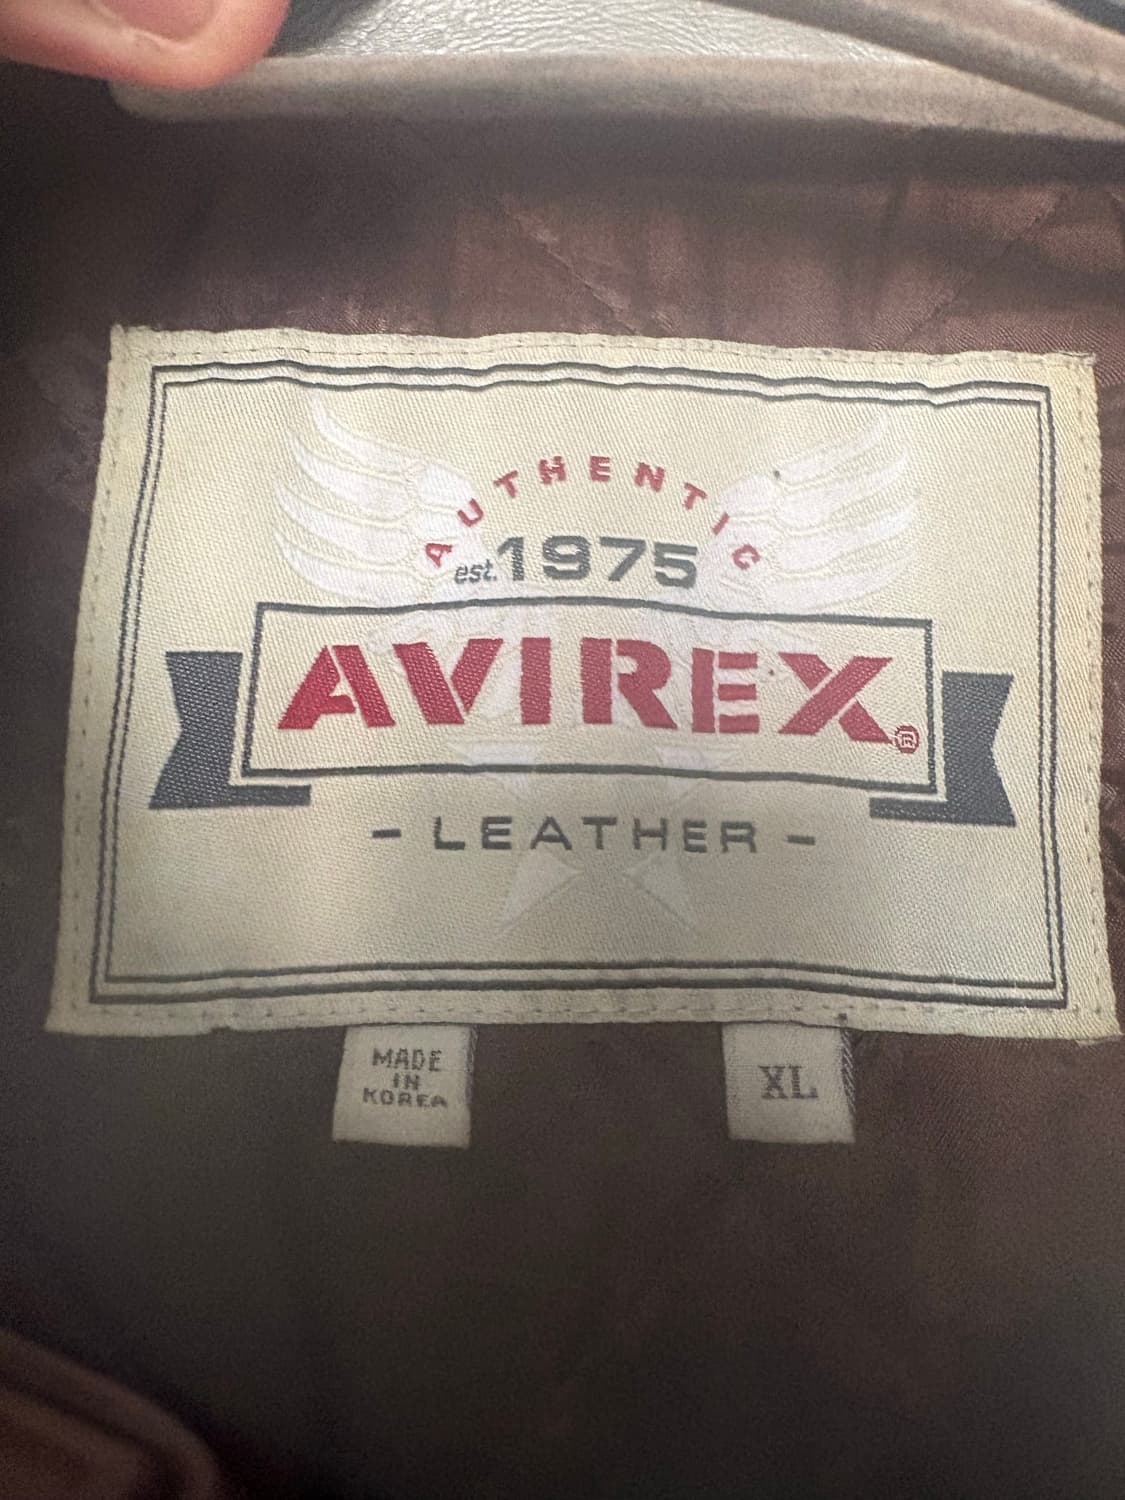 AUTHENTIC
est. 1975
AVIREX®
- LEATHER -
MADE
IN
KOREA
XL